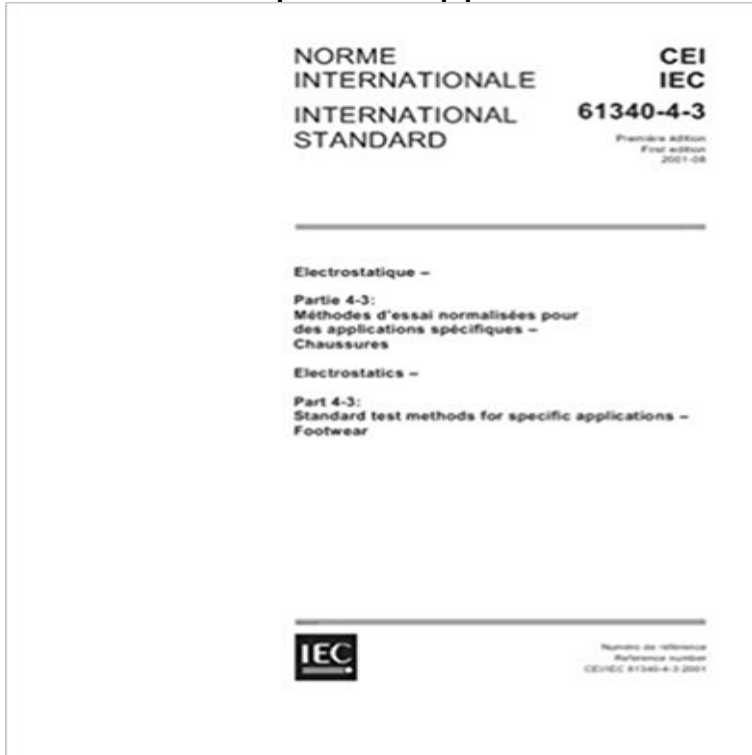 NORME
INTERNATIONALE
INTERNATIONAL
STANDARD
CEI
IEC
61340-4-3
Première édition
First edition
2001-08
Electrostatique –
Partie 4-3:
Méthodes d'essai normalisées pour
des applications spécifiques –
Chaussures
Electrostatics –
Part 4-3:
Standard test methods for specific applications –
Footwear
IEC
Numéro de référence
Reference number
CEI/IEC 61340-4-3:2001